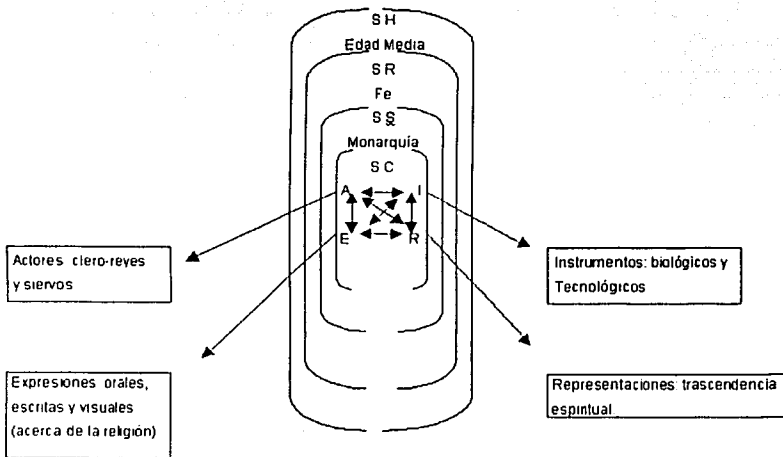 S H
Edad Media
S R
Fe
S S
Monarquía
S C
A I
E R
Actores clero-reyes
y siervos
Instrumentos: biológicos y
Tecnológicos
Expresiones orales,
escritas y visuales
(acerca de la religión)
Representaciones: trascendencia
espiritual